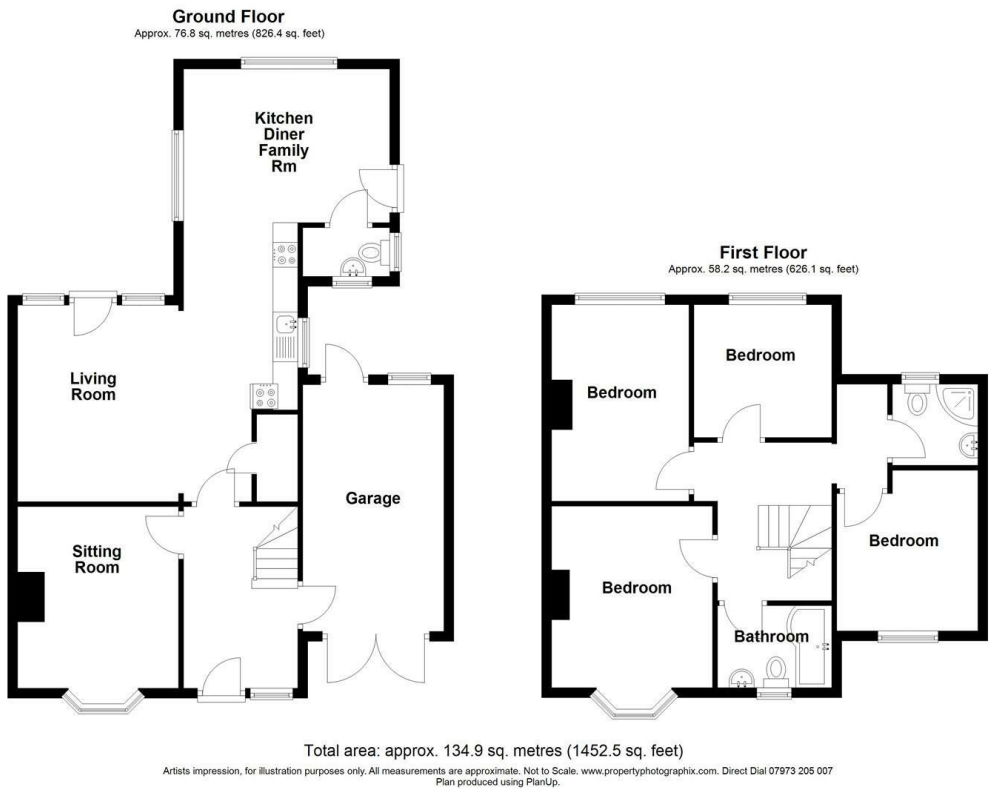 Ground Floor
Approx. 76.8 sq. metres (826.4 sq. feet)
Kitchen
Diner
Family
Rm
Living
Room
Sitting
Room
Garage
First Floor
Approx. 58.2 sq. metres (626.1 sq. feet)
Bedroom
Bedroom
Bedroom
Bedroom
Bathroom
Total area: approx. 134.9 sq. metres (1452.5 sq. feet)
Artists impression, for illustration purposes only. All measurements are approximate. Not to Scale. www.propertyphotographix.com. Direct Dial 07973 205 007
Plan produced using PlanUp.